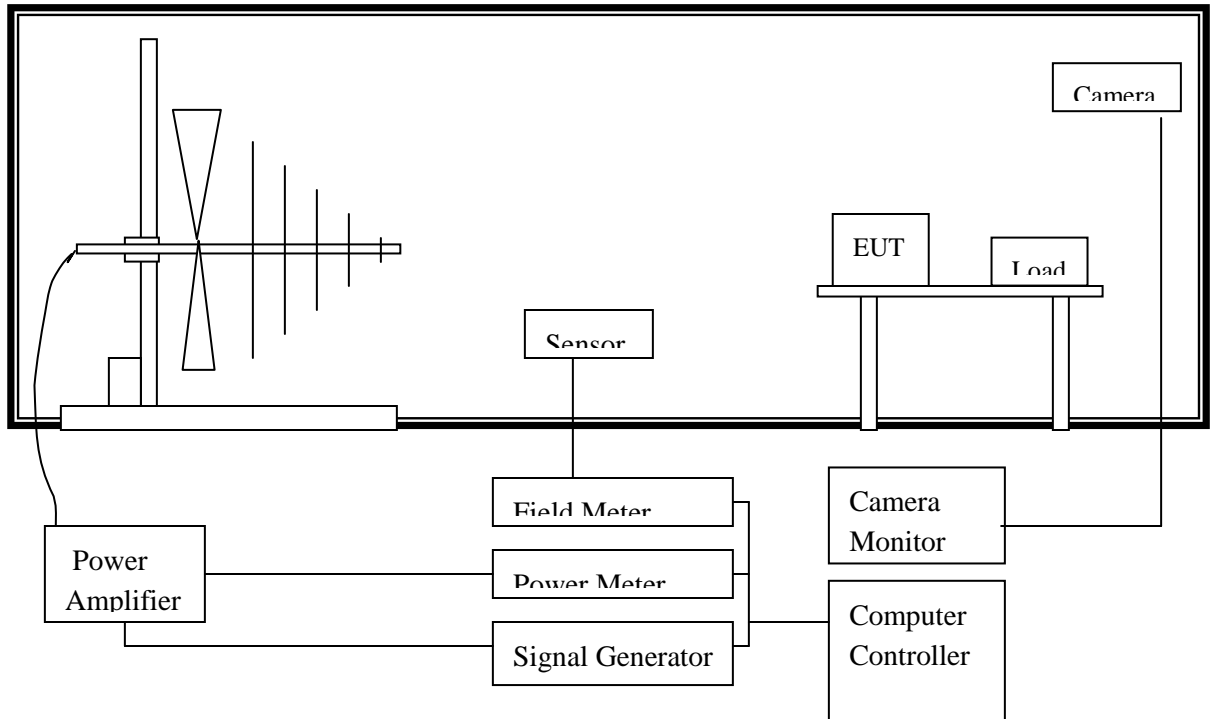 Camera
EUT
Load
Sensor
Field Meter
Camera
Monitor
Power
Amplifier
Power Meter
Computer
Controller
Signal Generator